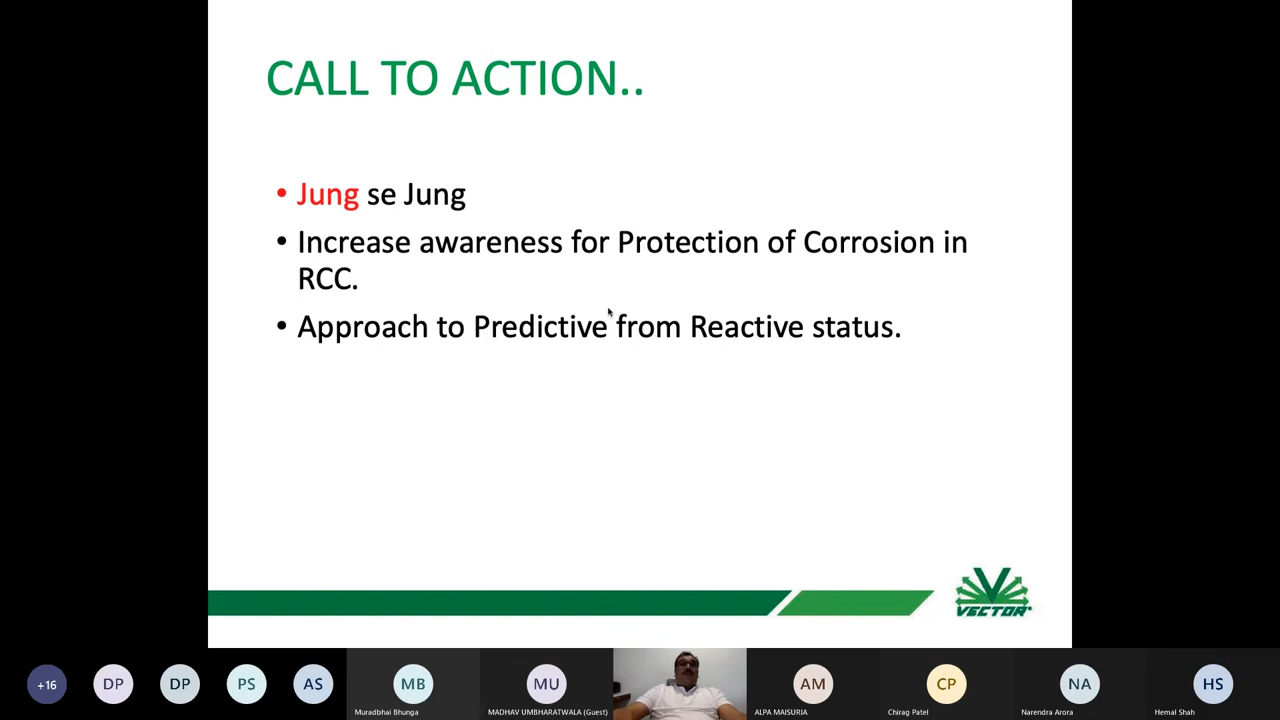 CALL TO ACTION..
• Jung se Jung
• Increase awareness for Protection of Corrosion in
RCC.
• Approach to Predictive from Reactive status.
VECTOR®
+16
DP
DP
PS
AS
MB
Muradbhai Bhunga
MU
MADHAV UMBHARATWALA (Guest)
AM
ALPA MAISURIA
CP
Chirag Patel
NA
Narendra Arora
HS
Hemal Shah